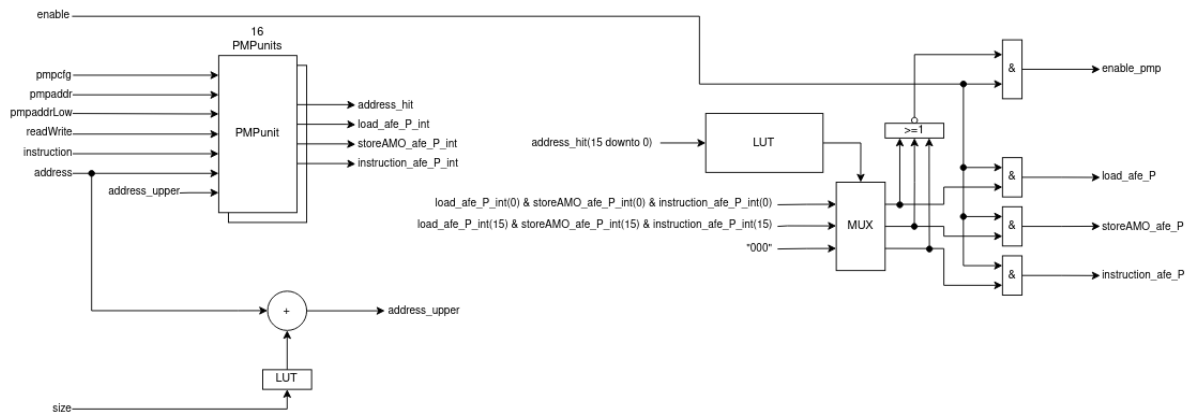 enable
16
PMPunits
pmpcfg
pmpaddr
pmpaddrLow
readWrite
instruction
address
address_upper
PMPunit
address_hit
load_afe_P_int
storeAMO_afe_P_int
instruction_afe_P_int
+
address_upper
LUT
size
address_hit(15 downto 0)
LUT
load_afe_P_int(0) & storeAMO_afe_P_int(0) & instruction_afe_P_int(0)
load_afe_P_int(15) & storeAMO_afe_P_int(15) & instruction_afe_P_int(15)
"000"
MUX
>=1
&
enable_pmp
&
load_afe_P
&
storeAMO_afe_P
&
instruction_afe_P